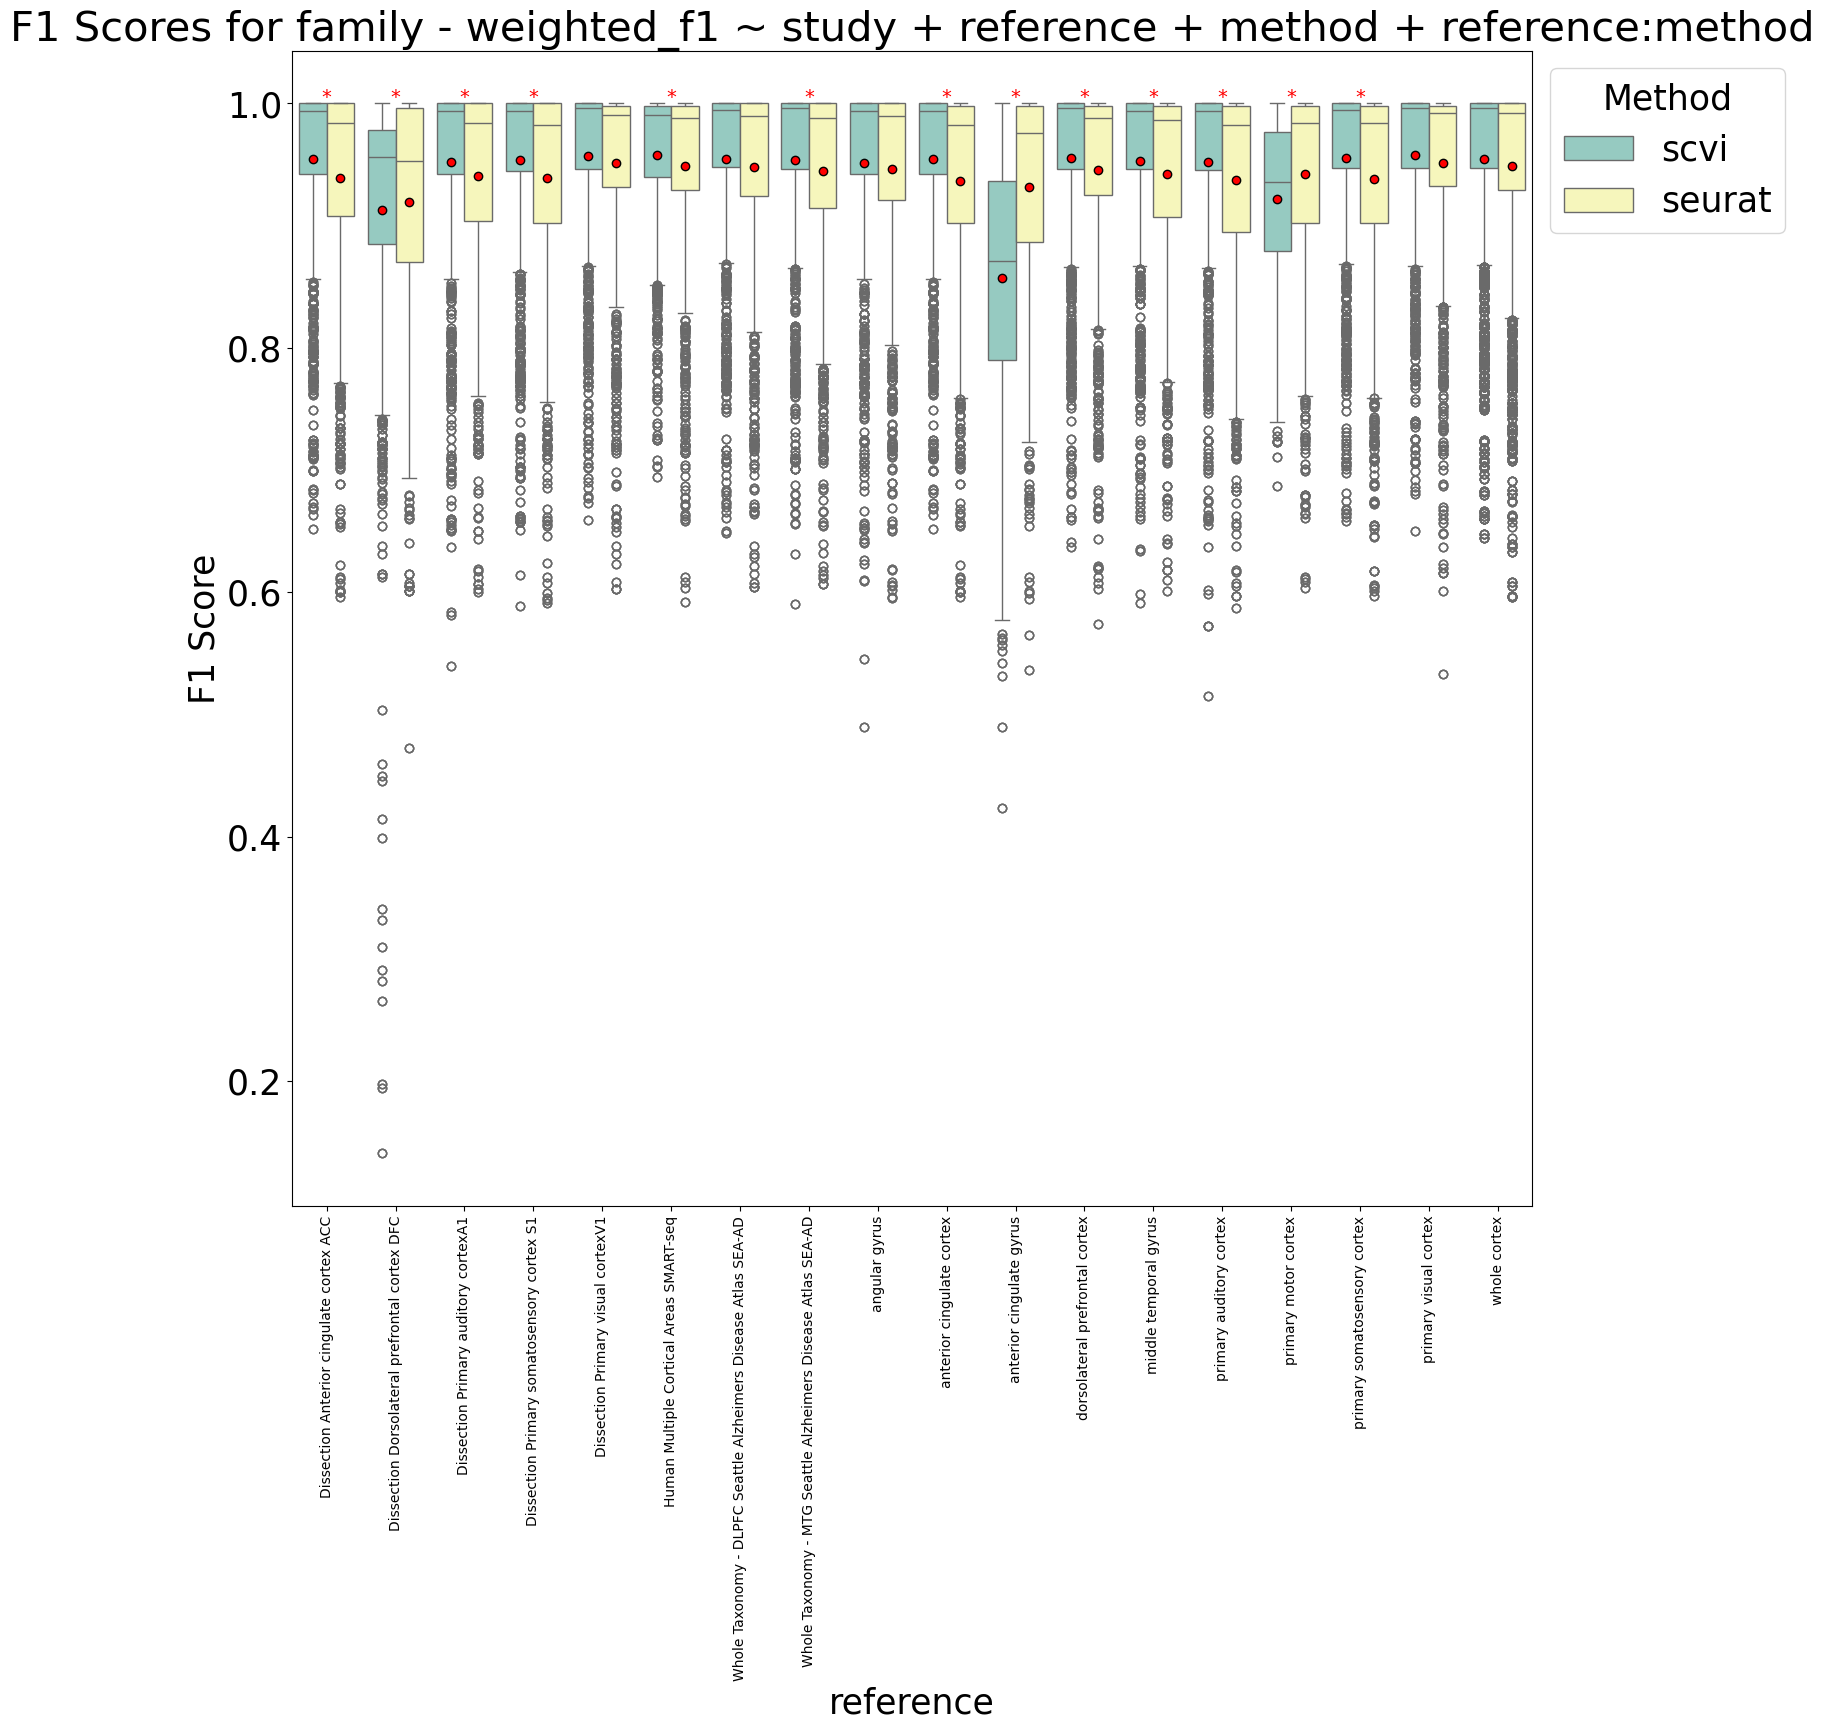 F1 Scores for family - weighted_f1 ~ study + reference + method + reference:method
Method
scvi
seurat
F1 Score
1.0
0.8
0.6
0.4
0.2
* * * * * * * * * * * * *
Dissection Anterior cingulate cortex ACC
Dissection Dorsolateral prefrontal cortex DFC
Dissection Primary auditory cortexA1
Dissection Primary somatosensory cortex S1
Dissection Primary visual cortexV1
Human Multiple Cortical Areas SMART-seq
Whole Taxonomy - DLPFC Seattle Alzheimers Disease Atlas SEA-AD
Whole Taxonomy - MTG Seattle Alzheimers Disease Atlas SEA-AD
angular gyrus
anterior cingulate cortex
anterior cingulate gyrus
dorsolateral prefrontal cortex
middle temporal gyrus
primary auditory cortex
primary motor cortex
primary somatosensory cortex
primary visual cortex
whole cortex
reference